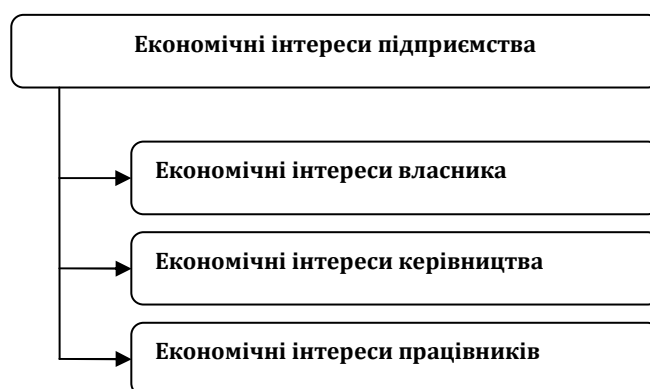 Економічні інтереси підприємства
Економічні інтереси власника
Економічні інтереси керівництва
Економічні інтереси працівників